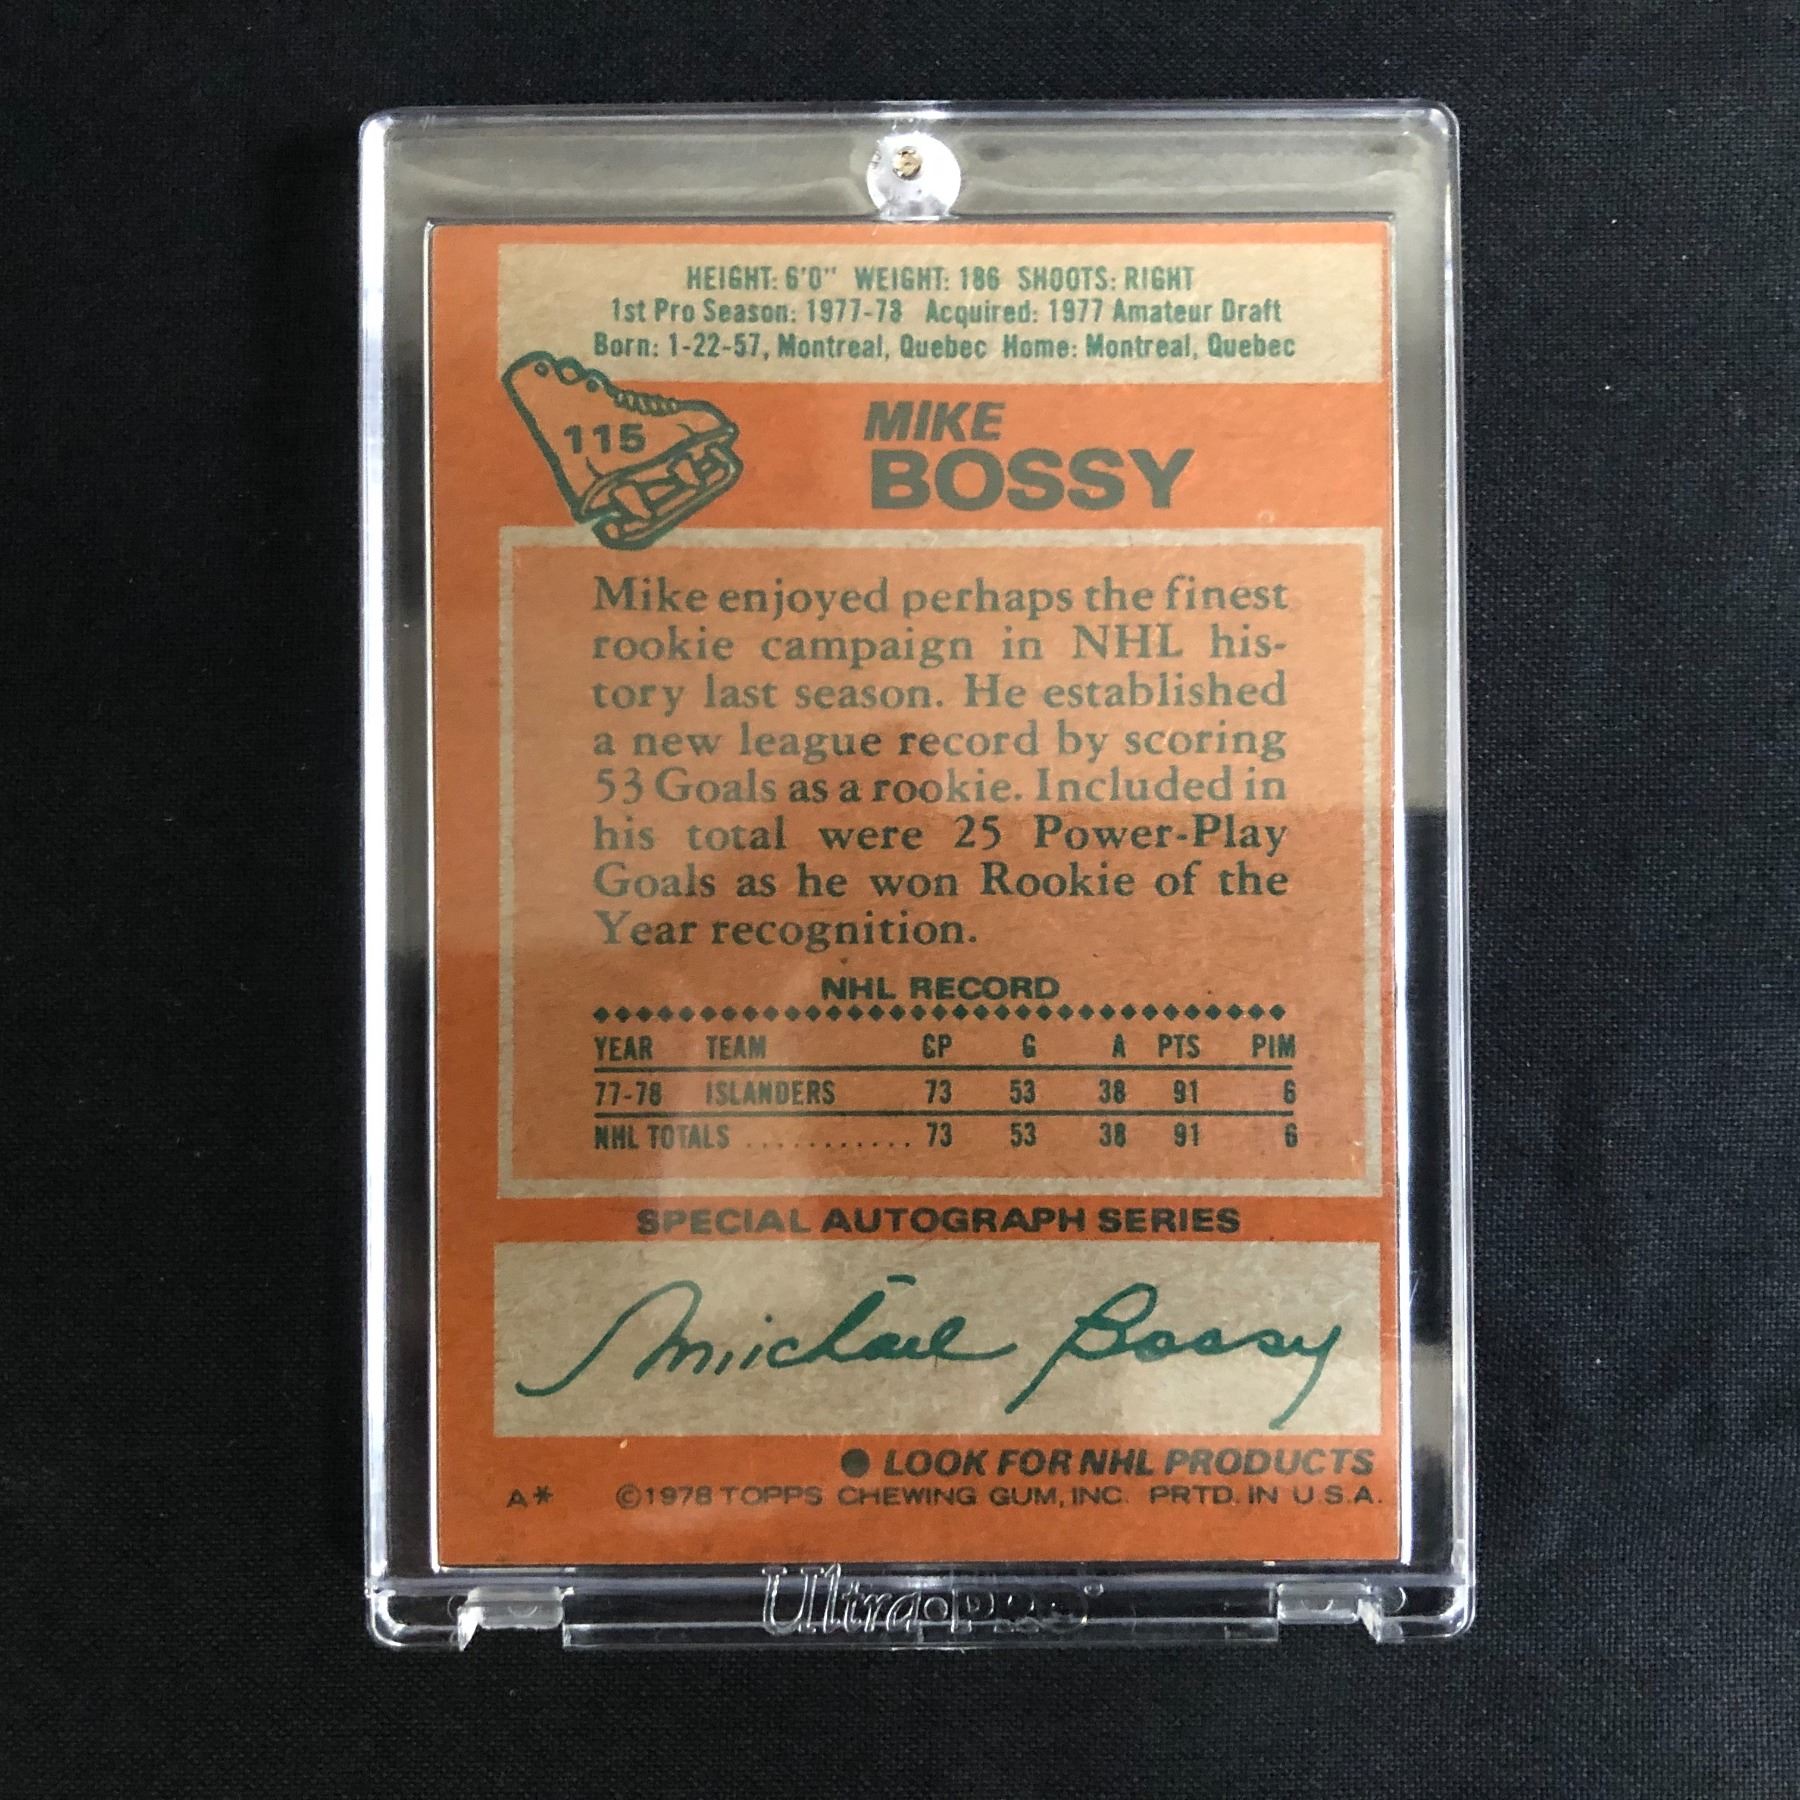 HEIGHT: 6'0" WEIGHT: 186 SHOOTS: RIGHT
1st Pro Season: 1977-78 Acquired: 1977 Amateur Draft
Born: 1-22-57, Montreal, Quebec Home: Montreal, Quebec
115
MIKE
BOSSY
Mike enjoyed perhaps the finest
rookie campaign in NHL his-
tory last season. He established
a new league record by scoring
53 Goals as a rookie. Included in
his total were 25 Power-Play
Goals as he won Rookie of the
Year recognition.
NHL RECORD
YEAR TEAM GP G A PTS PIM
77-78 ISLANDERS 73 53 38 91 6
NHL TOTALS ............ 73 53 38 91 6
SPECIAL AUTOGRAPH SERIES
Michael Bossy
● LOOK FOR NHL PRODUCTS
A* ©1978 TOPPS CHEWING GUM, INC. PRTD. IN U.S.A.
Ultra•PRO